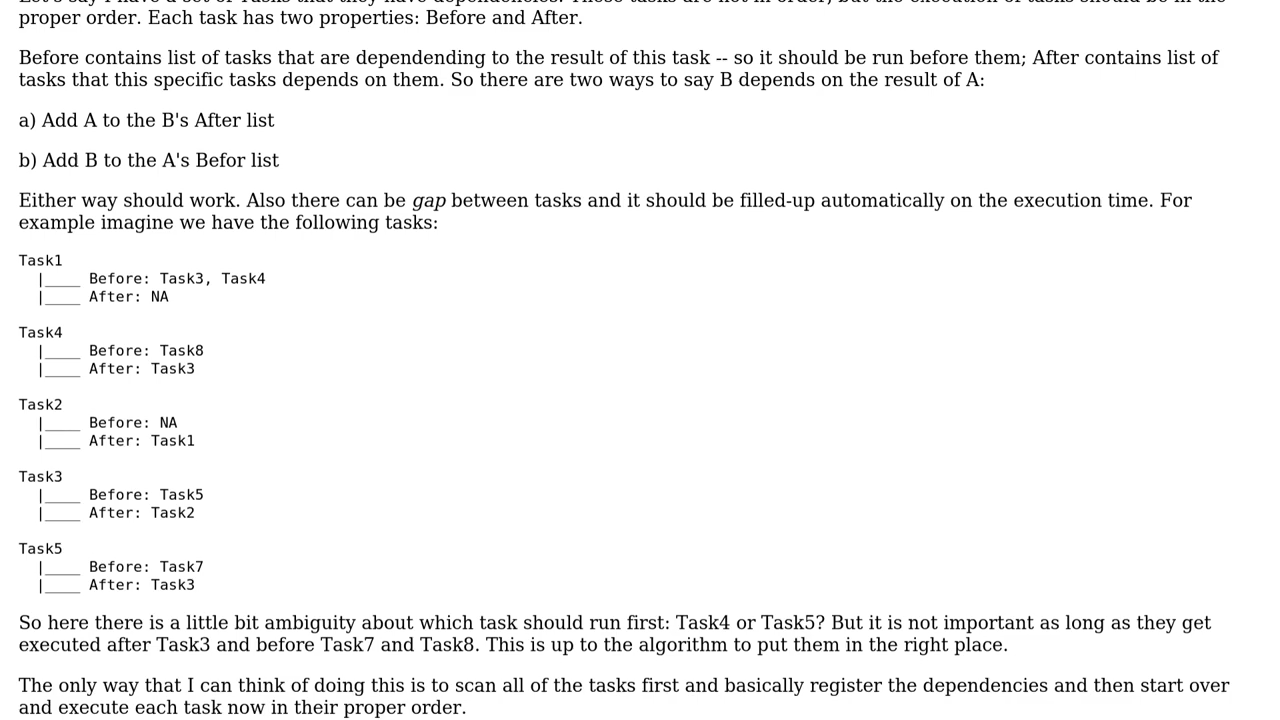 proper order. Each task has two properties: Before and After.
Before contains list of tasks that are dependending to the result of this task -- so it should be run before them; After contains list of
tasks that this specific tasks depends on them. So there are two ways to say B depends on the result of A:
a) Add A to the B's After list
b) Add B to the A's Befor list
Either way should work. Also there can be gap between tasks and it should be filled-up automatically on the execution time. For
example imagine we have the following tasks:
Task1
|____ Before: Task3, Task4
|____ After: NA
Task4
|____ Before: Task8
|____ After: Task3
Task2
|____ Before: NA
|____ After: Task1
Task3
|____ Before: Task5
|____ After: Task2
Task5
|____ Before: Task7
|____ After: Task3
So here there is a little bit ambiguity about which task should run first: Task4 or Task5? But it is not important as long as they get
executed after Task3 and before Task7 and Task8. This is up to the algorithm to put them in the right place.
The only way that I can think of doing this is to scan all of the tasks first and basically register the dependencies and then start over
and execute each task now in their proper order.